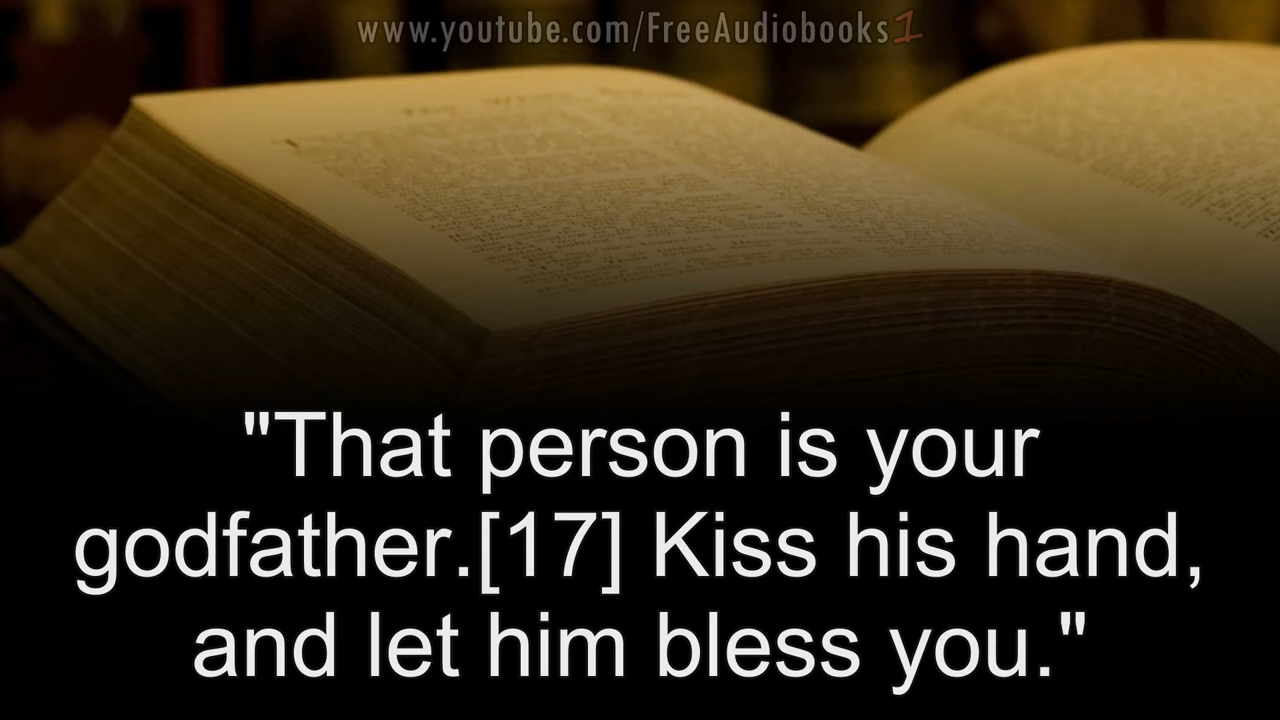 www.youtube.com/FreeAudiobooks1
"That person is your
godfather.[17] Kiss his hand,
and let him bless you."